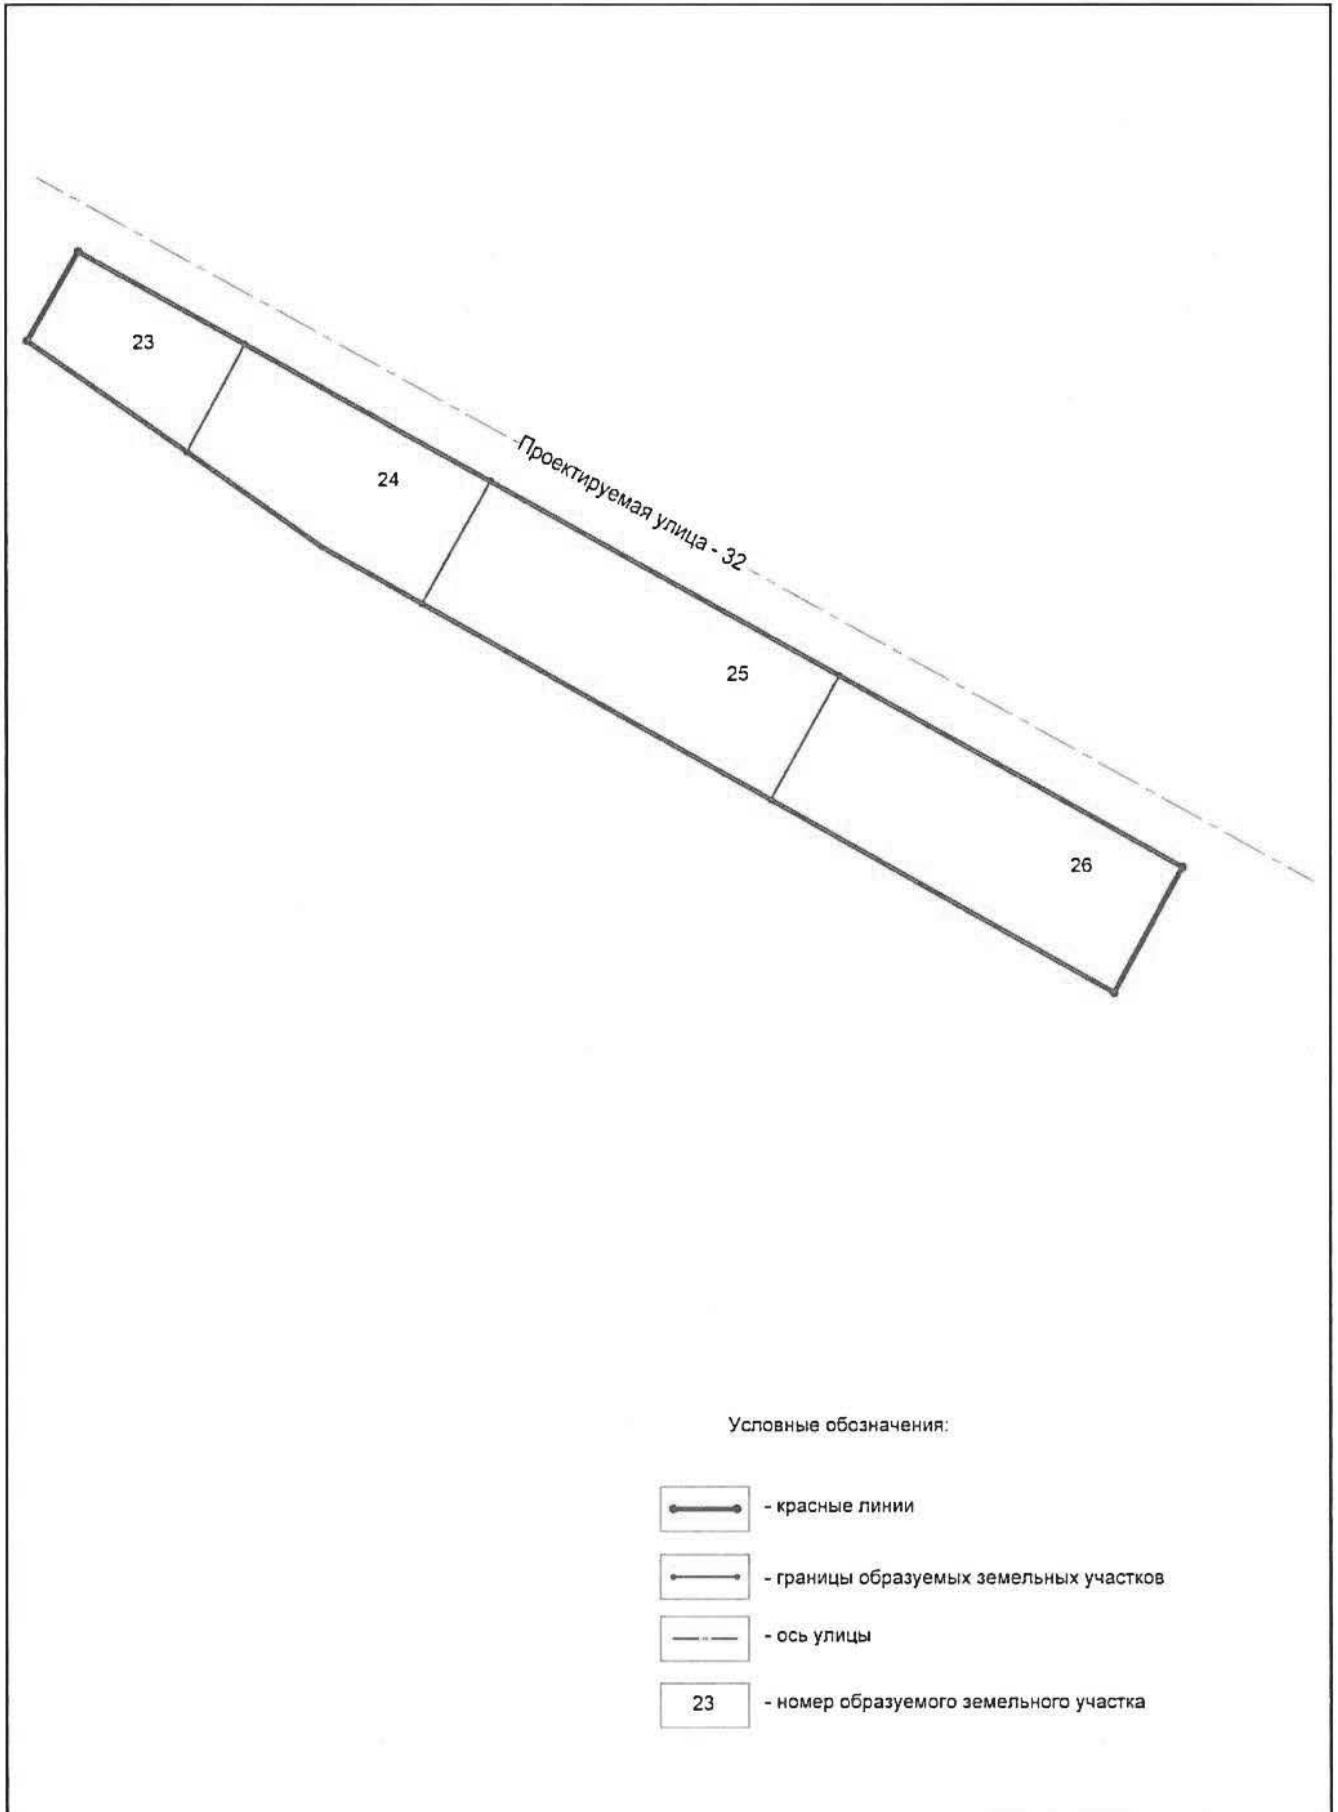 23
24
Проектируемая улица - 32
25
26
Условные обозначения:
- красные линии
- границы образуемых земельных участков
- ось улицы
23 - номер образуемого земельного участка